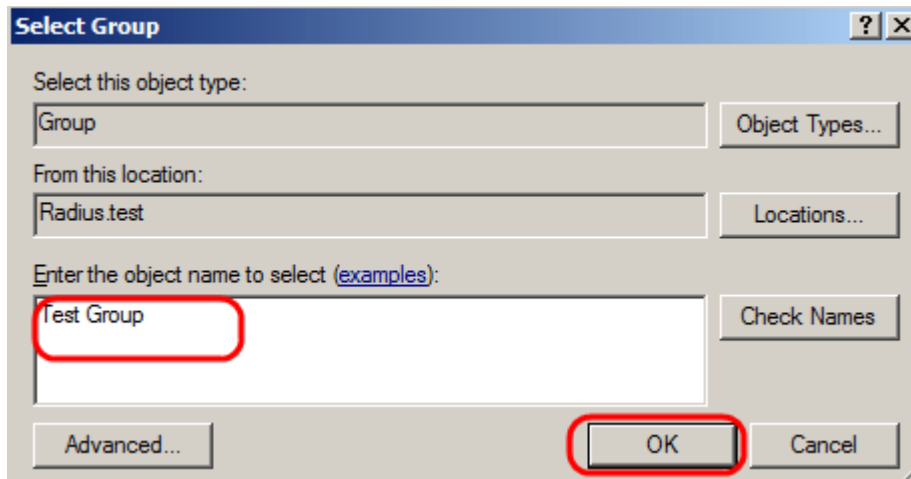 Select Group
Select this object type:
Group
Object Types...
From this location:
Radius.test
Locations...
Enter the object name to select (examples):
Test Group
Check Names
Advanced...
OK
Cancel